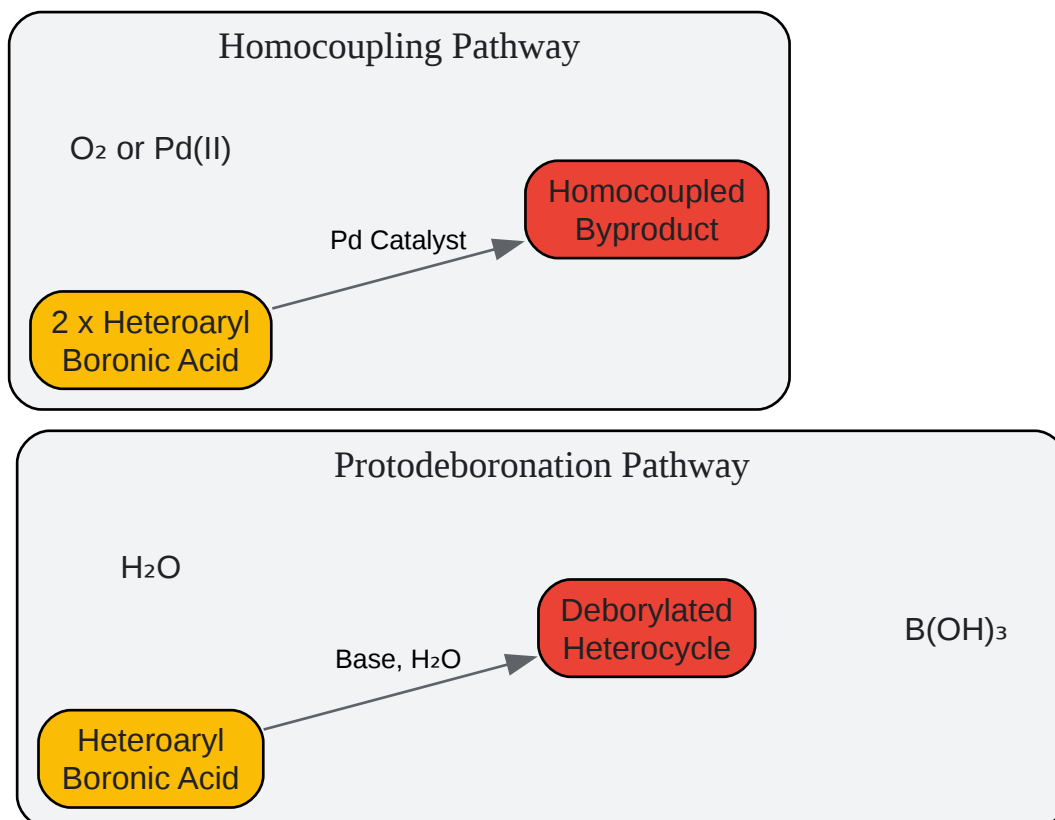 Homocoupling Pathway
O₂ or Pd(II)
Homocoupled
Byproduct
Pd Catalyst
2 x Heteroaryl
Boronic Acid
Protodeboronation Pathway
H₂O
Deborylated
Heterocycle
B(OH)₃
Base, H₂O
Heteroaryl
Boronic Acid